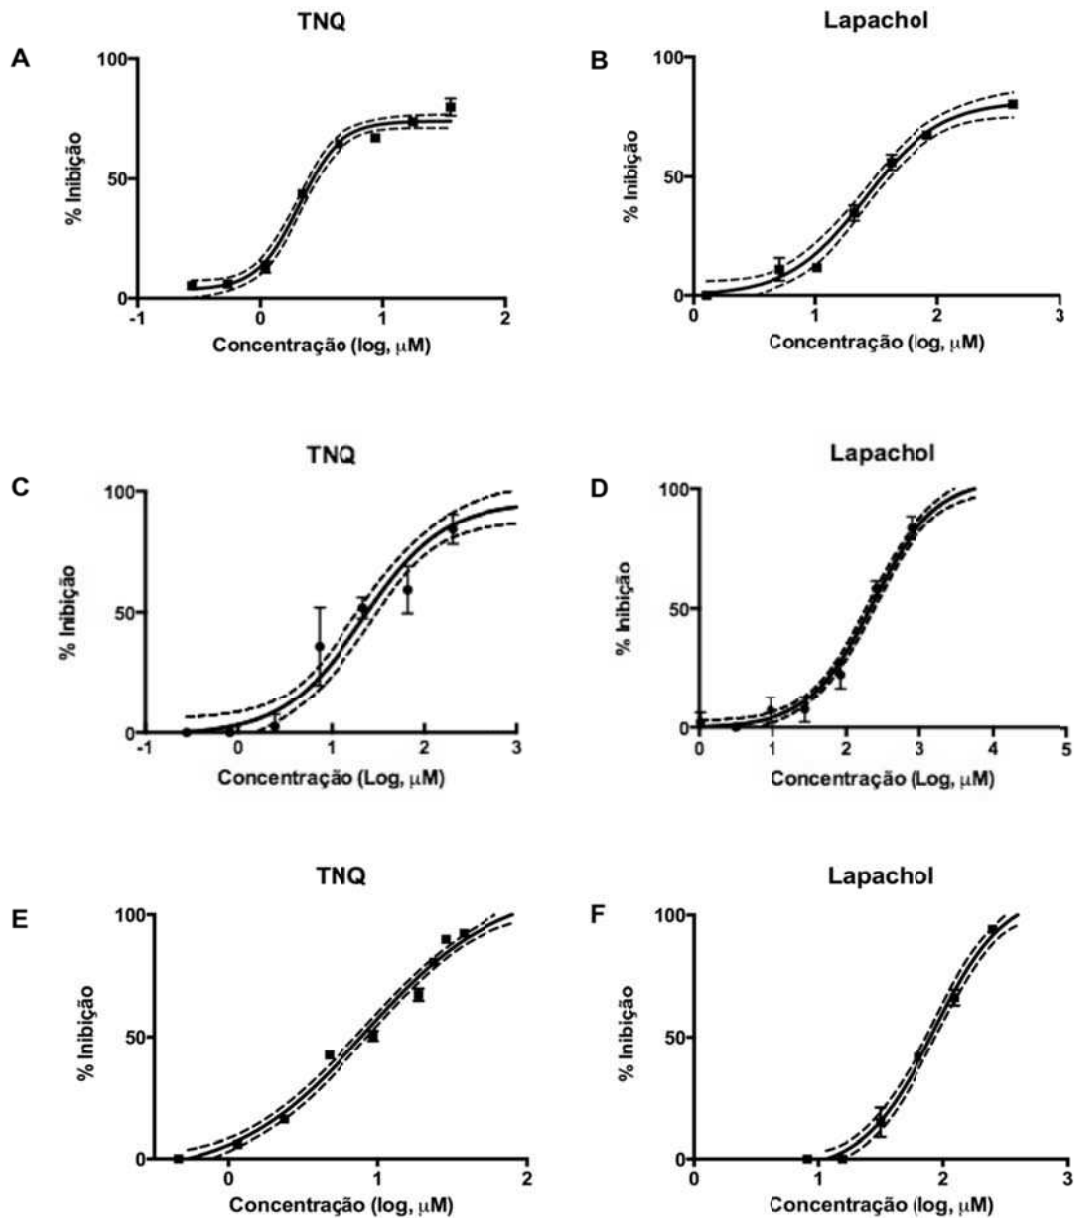 TNQ
Lapachol
A
B
100
50
0
% Inibição
-1
0
1
2
Concentração (log, μM)
100
50
0
% Inibição
0
1
2
3
Concentração (log, μM)
TNQ
Lapachol
C
D
100
50
0
% Inibição
-1
0
1
2
3
Concentração (Log, μM)
100
50
0
% Inibição
0
1
2
3
4
5
Concentração (Log, μM)
TNQ
Lapachol
E
F
100
50
0
% Inibição
0
1
2
Concentração (log, μM)
100
50
0
% Inibição
0
1
2
3
Concentração (log, μM)